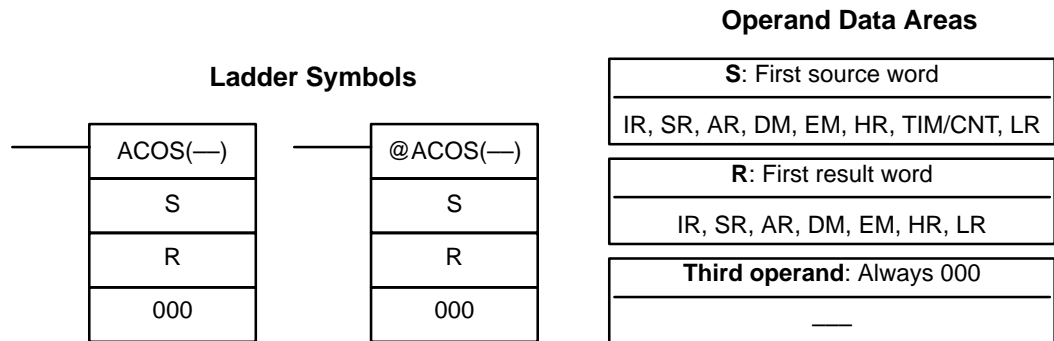 Ladder Symbols
ACOS(—)
S
R
000
@ACOS(—)
S
R
000
Operand Data Areas
S: First source word
IR, SR, AR, DM, EM, HR, TIM/CNT, LR
R: First result word
IR, SR, AR, DM, EM, HR, LR
Third operand: Always 000
—